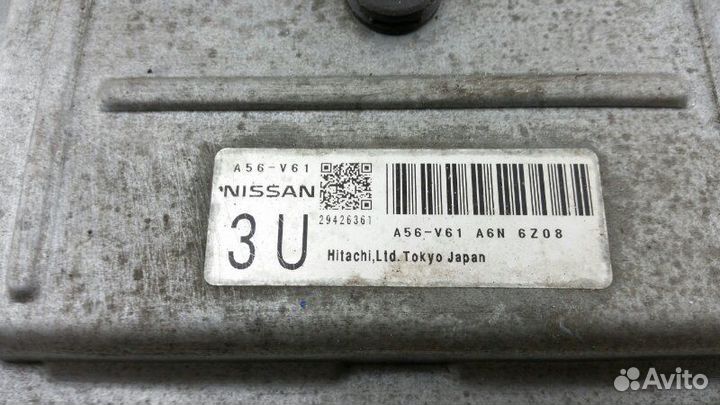 A56-V61
NISSAN
29426361
3U
A56-V61 A6N 6Z08
Hitachi,Ltd.Tokyo Japan
Avito